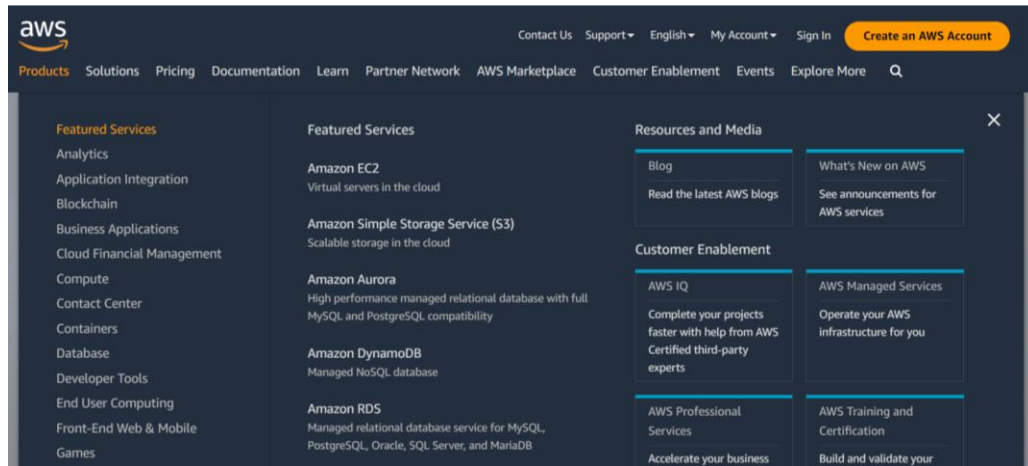 aws
Contact Us Support English My Account Sign In Create an AWS Account
Products Solutions Pricing Documentation Learn Partner Network AWS Marketplace Customer Enablement Events Explore More
Featured Services
Analytics
Application Integration
Blockchain
Business Applications
Cloud Financial Management
Compute
Contact Center
Containers
Database
Developer Tools
End User Computing
Front-End Web & Mobile
Games
Featured Services
Amazon EC2
Virtual servers in the cloud
Amazon Simple Storage Service (S3)
Scalable storage in the cloud
Amazon Aurora
High performance managed relational database with full
MySQL and PostgreSQL compatibility
Amazon DynamoDB
Managed NoSQL database
Amazon RDS
Managed relational database service for MySQL,
PostgreSQL, Oracle, SQL Server, and MariaDB
Resources and Media
Blog
Read the latest AWS blogs
What's New on AWS
See announcements for
AWS services
Customer Enablement
AWS IQ
Complete your projects
faster with help from AWS
Certified third-party
experts
AWS Managed Services
Operate your AWS
infrastructure for you
AWS Professional
Services
Accelerate your business
AWS Training and
Certification
Build and validate your